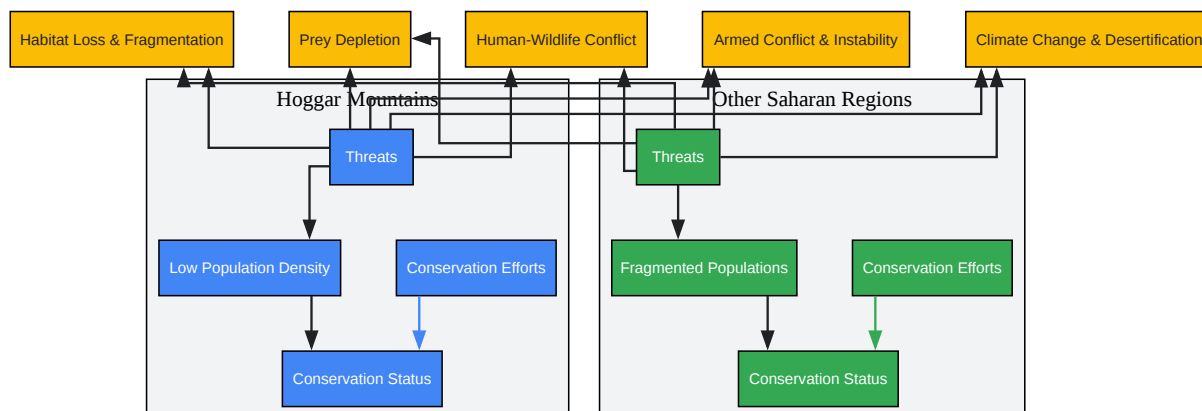 Habitat Loss & Fragmentation
Prey Depletion
Human-Wildlife Conflict
Armed Conflict & Instability
Climate Change & Desertification
Hoggar Mountains
Other Saharan Regions
Threats
Threats
Low Population Density
Conservation Efforts
Fragmented Populations
Conservation Efforts
Conservation Status
Conservation Status